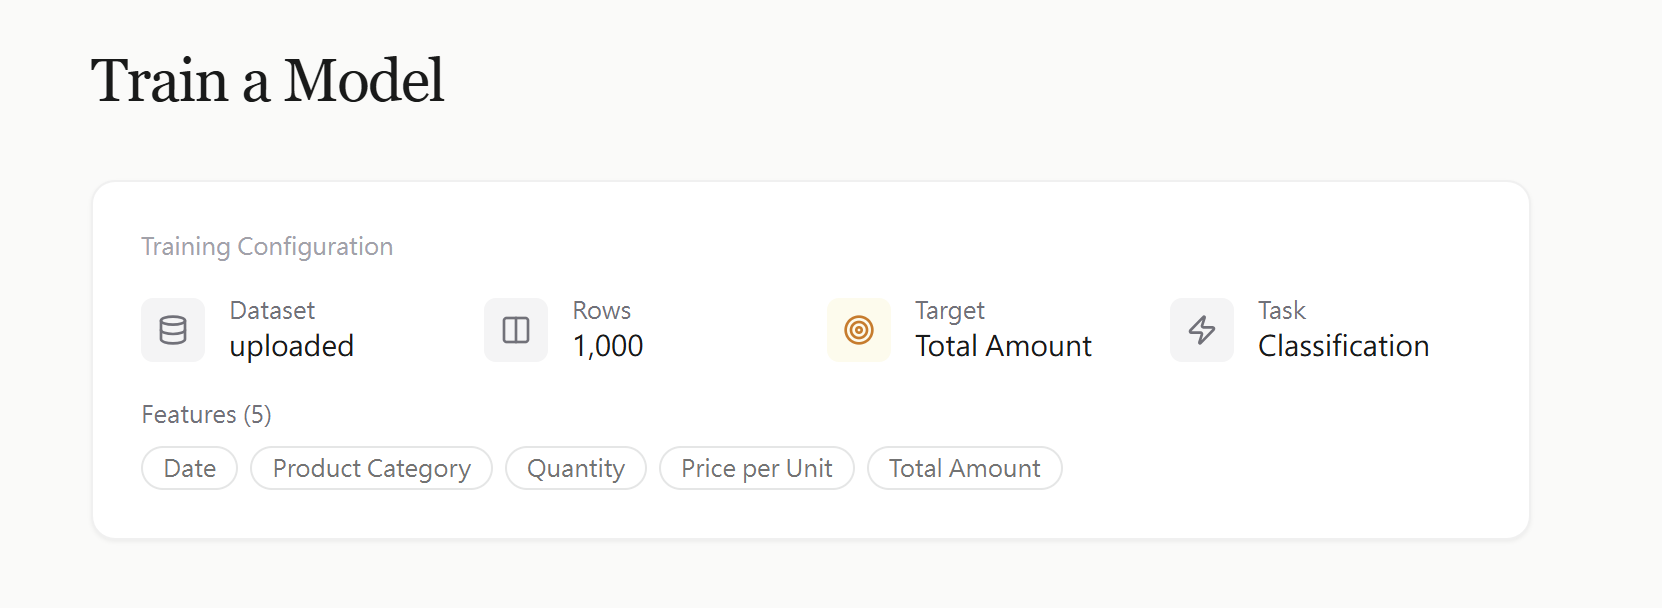 Train a Model
Training Configuration
Dataset
uploaded
Rows
1,000
Target
Total Amount
Task
Classification
Features (5)
Date
Product Category
Quantity
Price per Unit
Total Amount